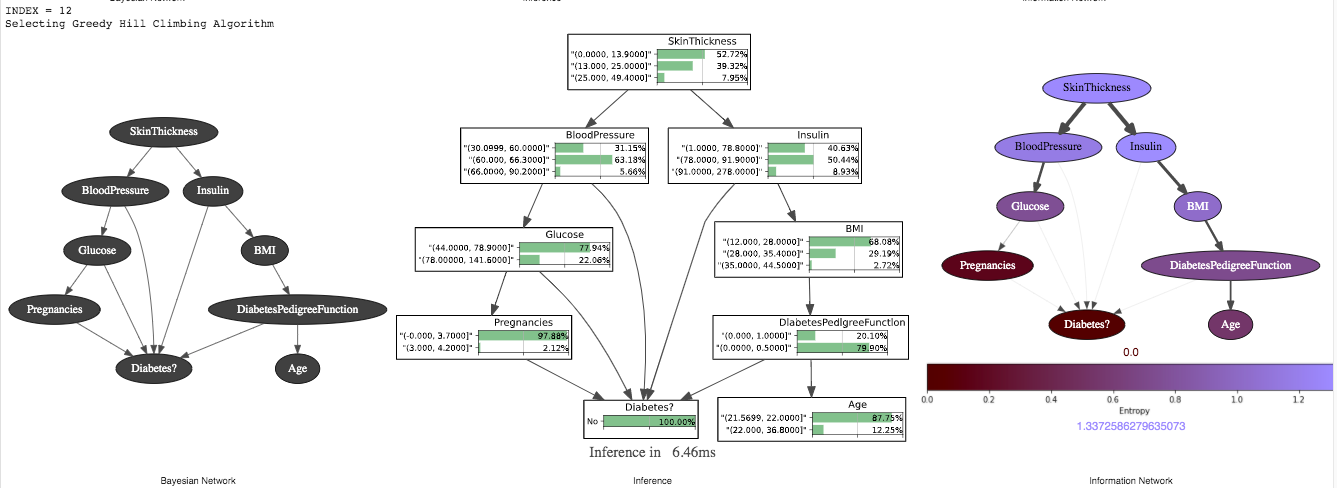 INDEX = 12
Selecting Greedy Hill Climbing Algorithm
SkinThickness
BloodPressure
Insulin
Glucose
BMI
Pregnancies
DiabetesPedigreeFunction
Diabetes?
Age
Bayesian Network
SkinThickness
"(0.0000, 13.9000]" 52.72%
"(13.000, 25.0000]" 39.32%
"(25.000, 49.4000]" 7.95%
BloodPressure
"(30.0999, 60.0000]" 31.15%
"(60.000, 66.3000]" 63.18%
"(66.0000, 90.2000]" 5.66%
Insulin
"(1.0000, 78.8000]" 40.63%
"(78.0000, 91.9000]" 50.44%
"(91.0000, 278.0000]" 8.93%
Glucose
"(44.0000, 78.9000]" 77.94%
"(78.00000, 141.6000]" 22.06%
BMI
"(12.000, 28.0000]" 68.08%
"(28.000, 35.4000]" 29.19%
"(35.0000, 44.5000]" 2.72%
Pregnancies
"(-0.000, 3.7000]" 97.88%
"(3.000, 4.2000]" 2.12%
DiabetesPedigreeFunction
"(0.000, 1.0000]" 20.10%
"(0.0000, 0.5000]" 79.90%
Diabetes?
No 100.00%
Age
"(21.5699, 22.0000]" 87.75%
"(22.000, 36.8000]" 12.25%
Inference in 6.46ms
Inference
SkinThickness
BloodPressure
Insulin
Glucose
BMI
Pregnancies
DiabetesPedigreeFunction
Diabetes?
Age
0.0
0.0 0.2 0.4 0.6 0.8 1.0 1.2
Entropy
1.3372586279635073
Information Network